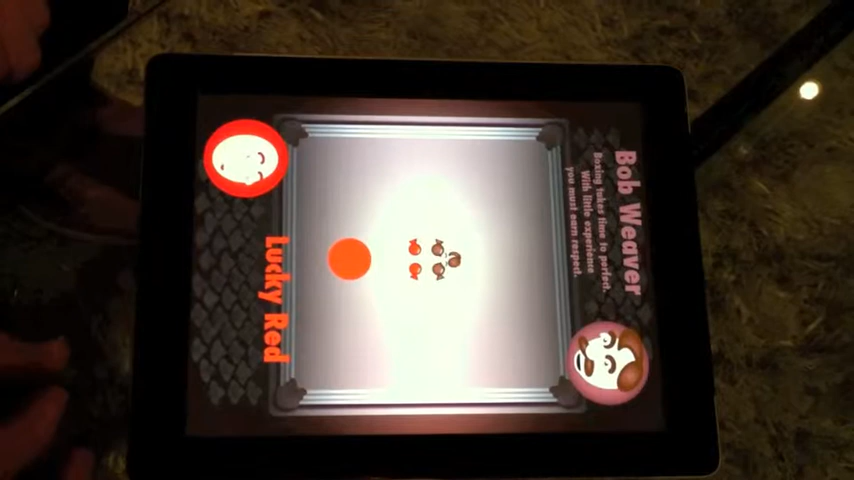 Bob Weaver
Boxing takes time to perfect.
With little experience
you must earn respect.
Lucky Red